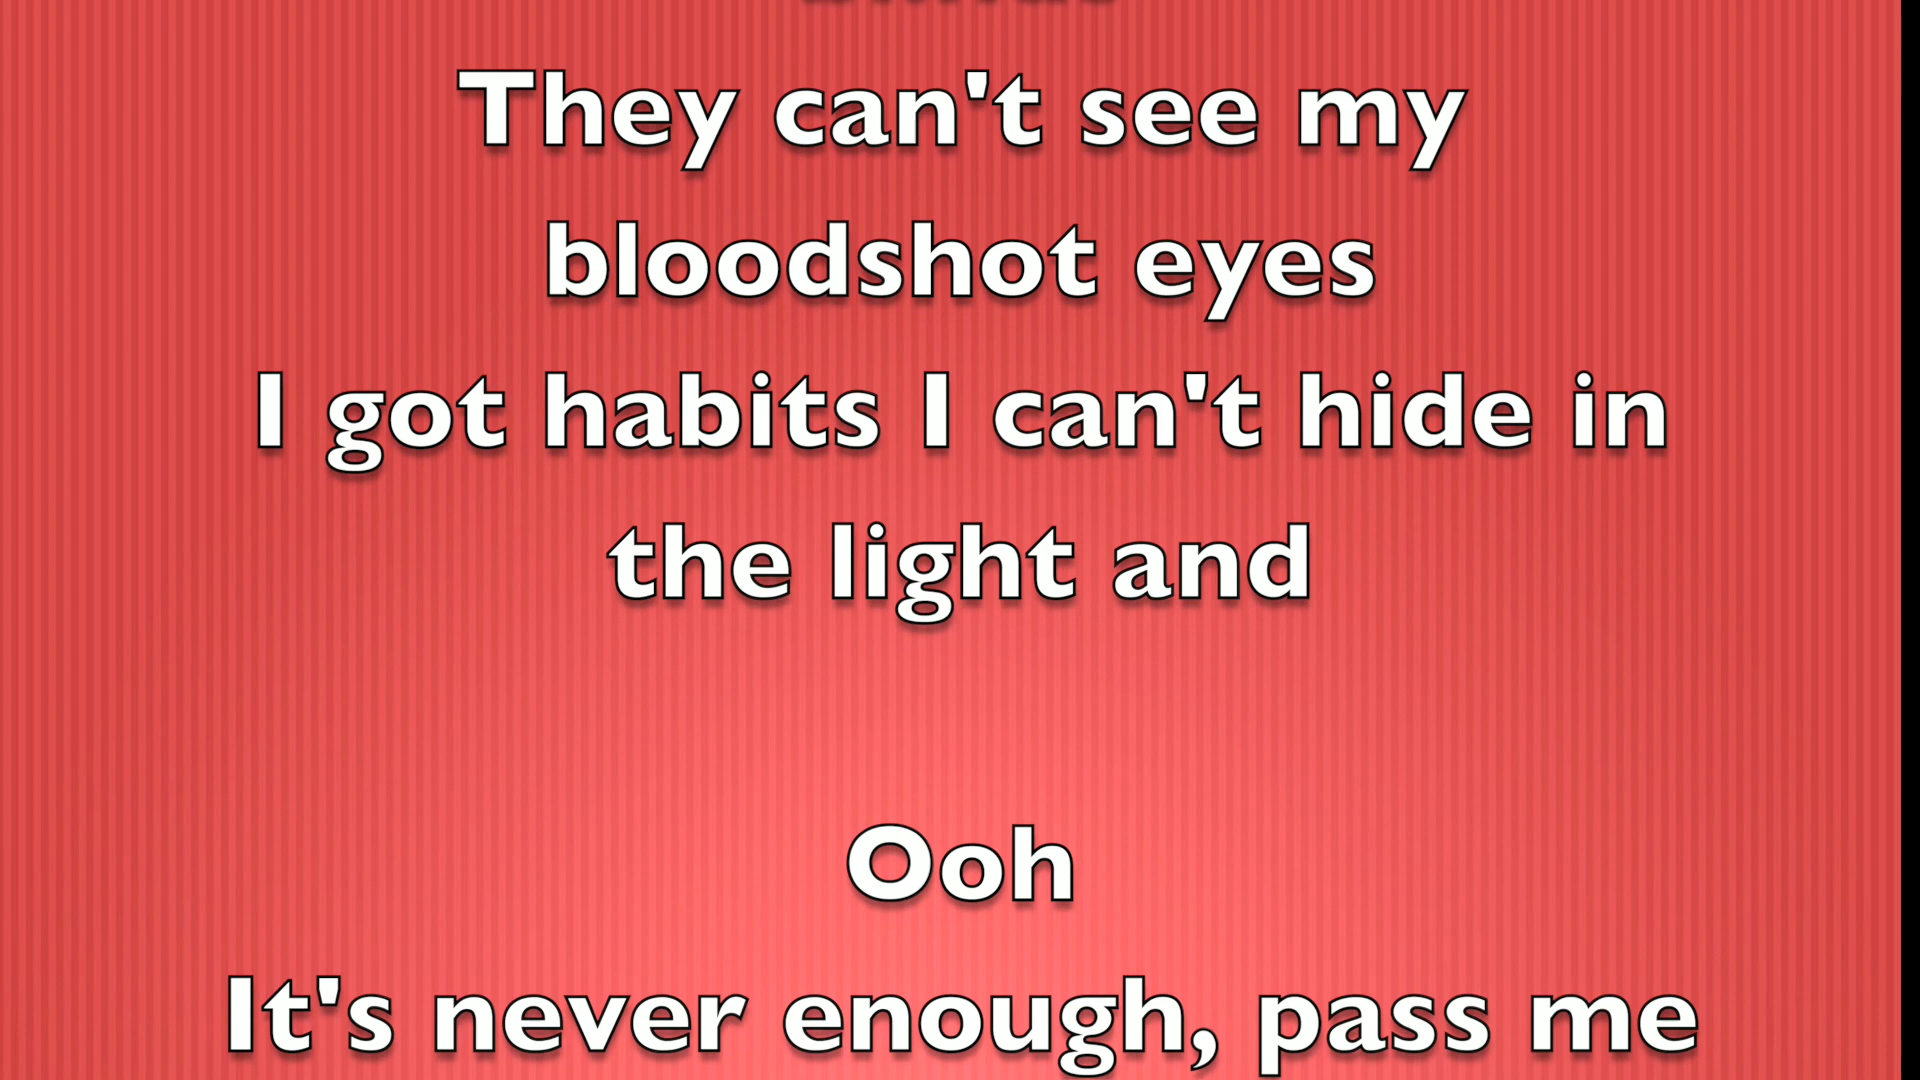 They can't see my
bloodshot eyes
I got habits I can't hide in
the light and
Ooh
It's never enough, pass me